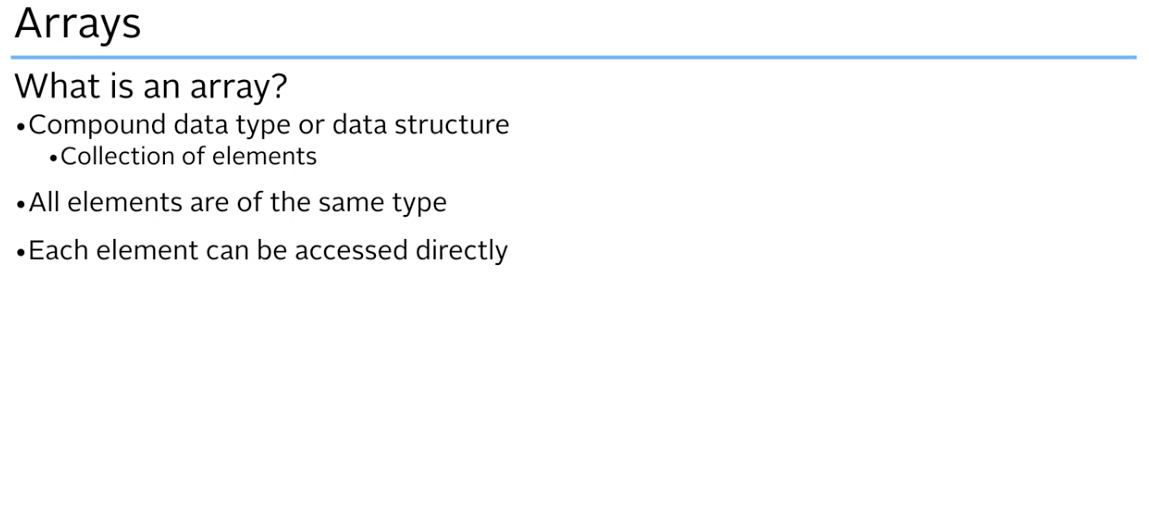 Arrays
What is an array?
•Compound data type or data structure
•Collection of elements
•All elements are of the same type
•Each element can be accessed directly